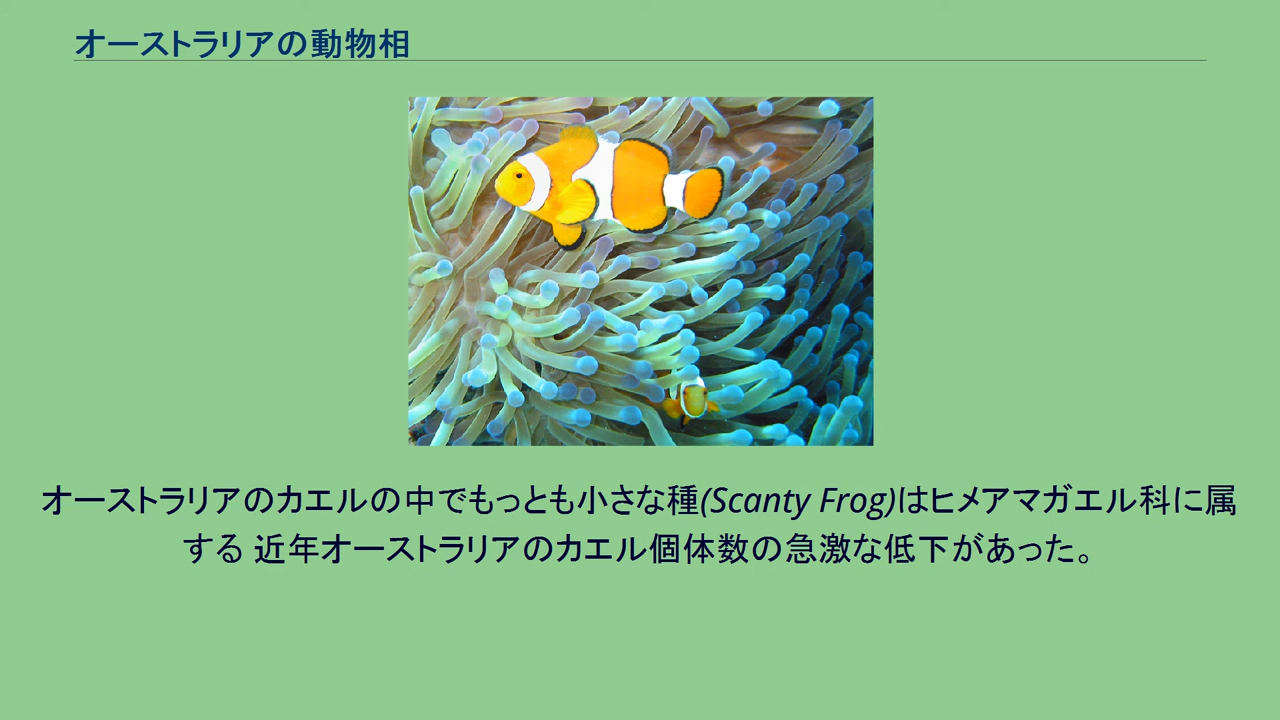 オーストラリアの動物相
オーストラリアのカエルの中でもっとも小さな種(Scanty Frog)はヒメアマガエル科に属
する 近年オーストラリアのカエル個体数の急激な低下があった。